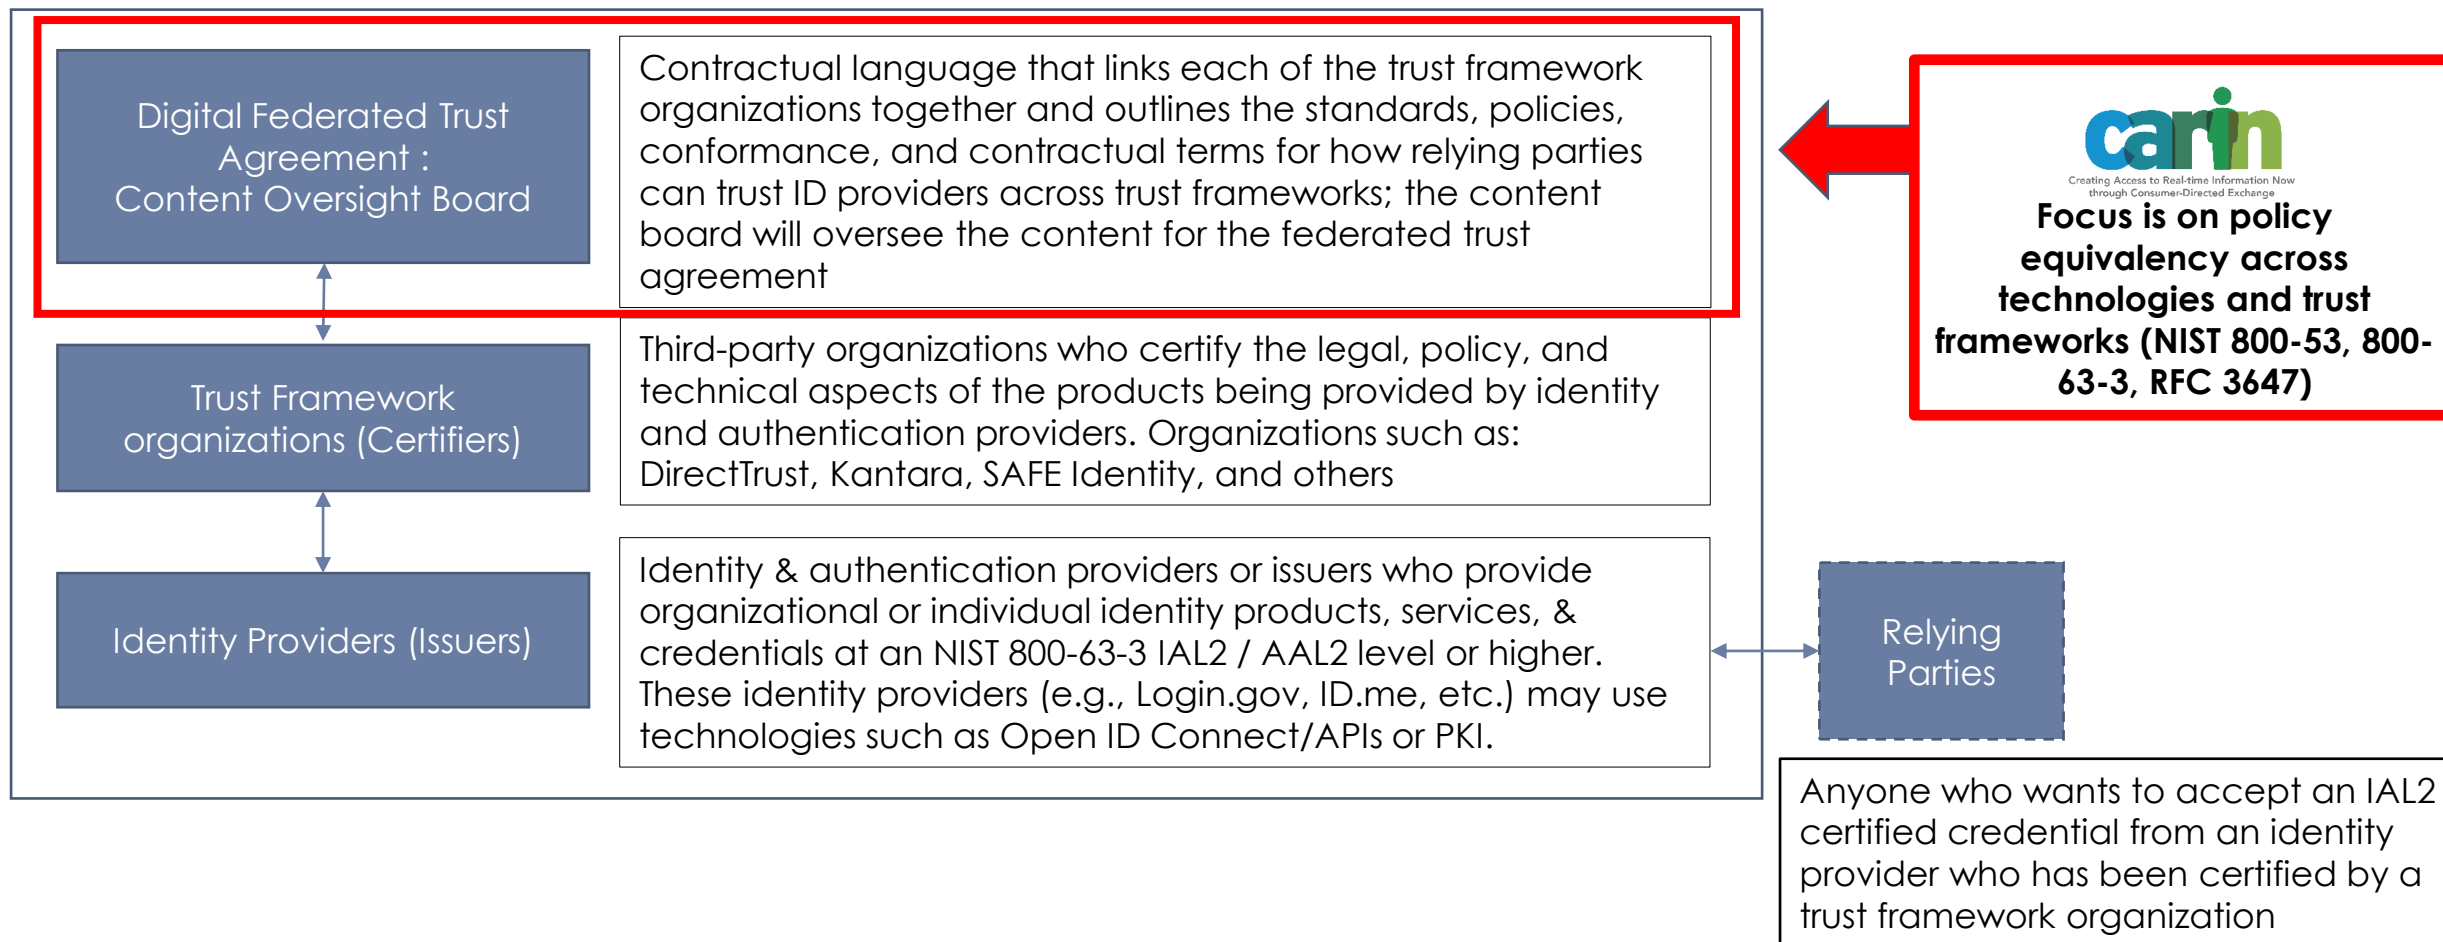 Digital Federated Trust
Agreement :
Content Oversight Board
Contractual language that links each of the trust framework
organizations together and outlines the standards, policies,
conformance, and contractual terms for how relying parties
can trust ID providers across trust frameworks; the content
board will oversee the content for the federated trust
agreement
carin
Creating Access to Real-time Information Now
through Consumer-Directed Exchange
Focus is on policy
equivalency across
technologies and trust
frameworks (NIST 800-53, 800-
63-3, RFC 3647)
Trust Framework
organizations (Certifiers)
Third-party organizations who certify the legal, policy, and
technical aspects of the products being provided by identity
and authentication providers. Organizations such as:
DirectTrust, Kantara, SAFE Identity, and others
Identity Providers (Issuers)
Identity & authentication providers or issuers who provide
organizational or individual identity products, services, &
credentials at an NIST 800-63-3 IAL2 / AAL2 level or higher.
These identity providers (e.g., Login.gov, ID.me, etc.) may use
technologies such as Open ID Connect/APIs or PKI.
Relying
Parties
Anyone who wants to accept an IAL2
certified credential from an identity
provider who has been certified by a
trust framework organization